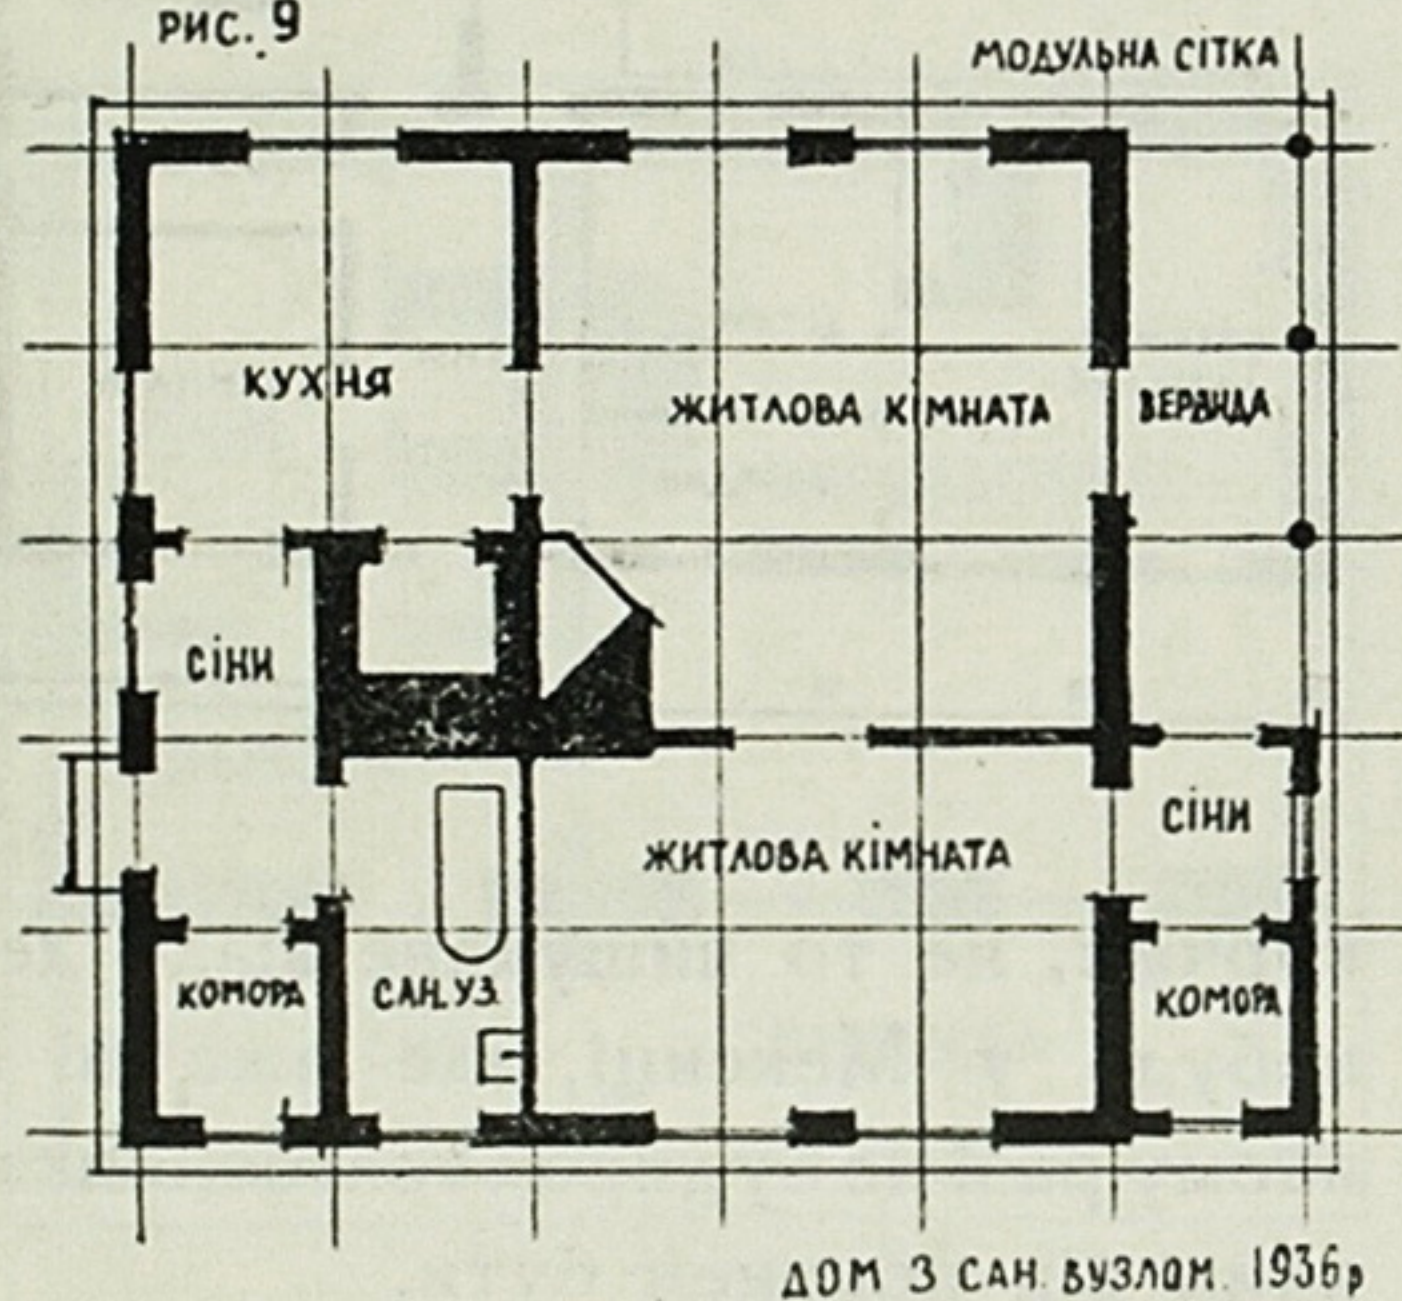 РИС. 9
МОДУЛЬНА СІТКА
КУХНЯ
ЖИТЛОВА КІМНАТА
ВЕРАНДА
СІНИ
СІНИ
ЖИТЛОВА КІМНАТА
КОМОРА
САН. УЗ.
КОМОРА
ДОМ З САН. ВУЗЛОМ. 1936р